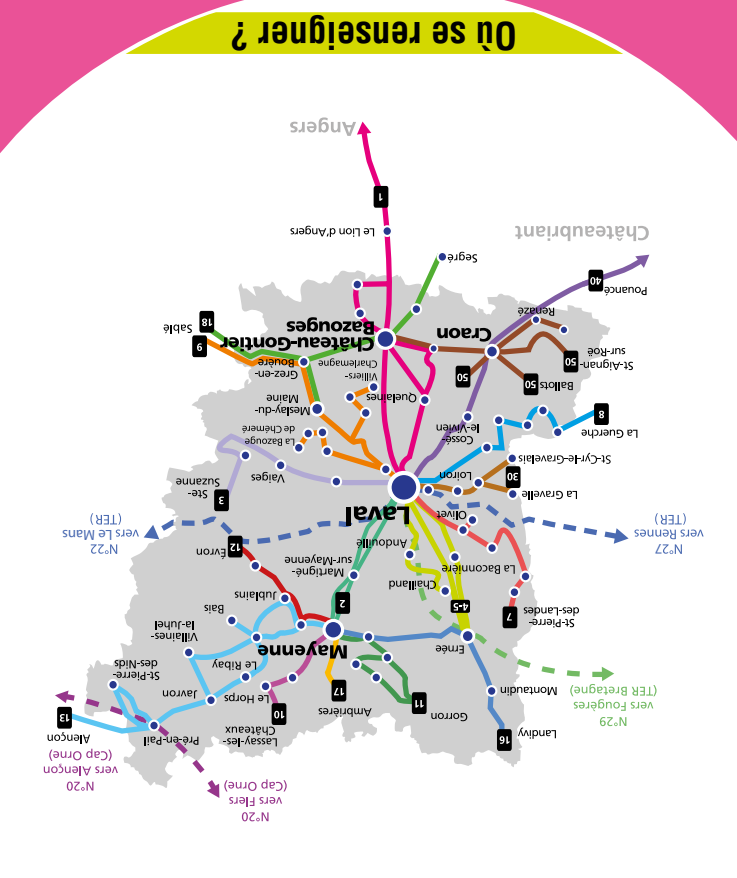 N°20
vers Flers
(Cap Orne)
N°20
vers Alençon
(Cap Orne)
Alençon
13
Landivy
16
Lassay-les-
Châteaux
10
Pré-en-Pail
N°29
vers Fougères
(TER Bretagne)
Montaudin
Gorron
11
Ambrières
17
Le Horps
Javron
St-Pierre-
des-Nids
Le Ribay
Villaines-
la-Juhel
Ernée
Mayenne
Bais
St-Pierre-
des-Landes
7
4-5
2
Jublains
Chailland
La Baconnière
Martigné-
sur-Mayenne
Évron
12
Andouillé
N°27
vers Rennes
(TER)
Olivet
Laval
N°22
vers Le Mans
(TER)
La Gravelle
30
Loiron
St-Cyr-le-Gravelais
Vaiges
Ste-
Suzanne
3
La Guerche
8
Cossé-
le-Vivien
La Bazouge
de Chémeré
Meslay-du-
Maine
Quelaines
Villiers-
Charlemagne
Ballots
50
50
St-Aignan-
sur-Roë
50
Craon
Grez-en-
Bouère
Château-Gontier
Bazouges
9
Sablé
18
Renazé
Pouancé
40
Segré
Châteaubriant
Le Lion d'Angers
1
Angers
Où se renseigner ?